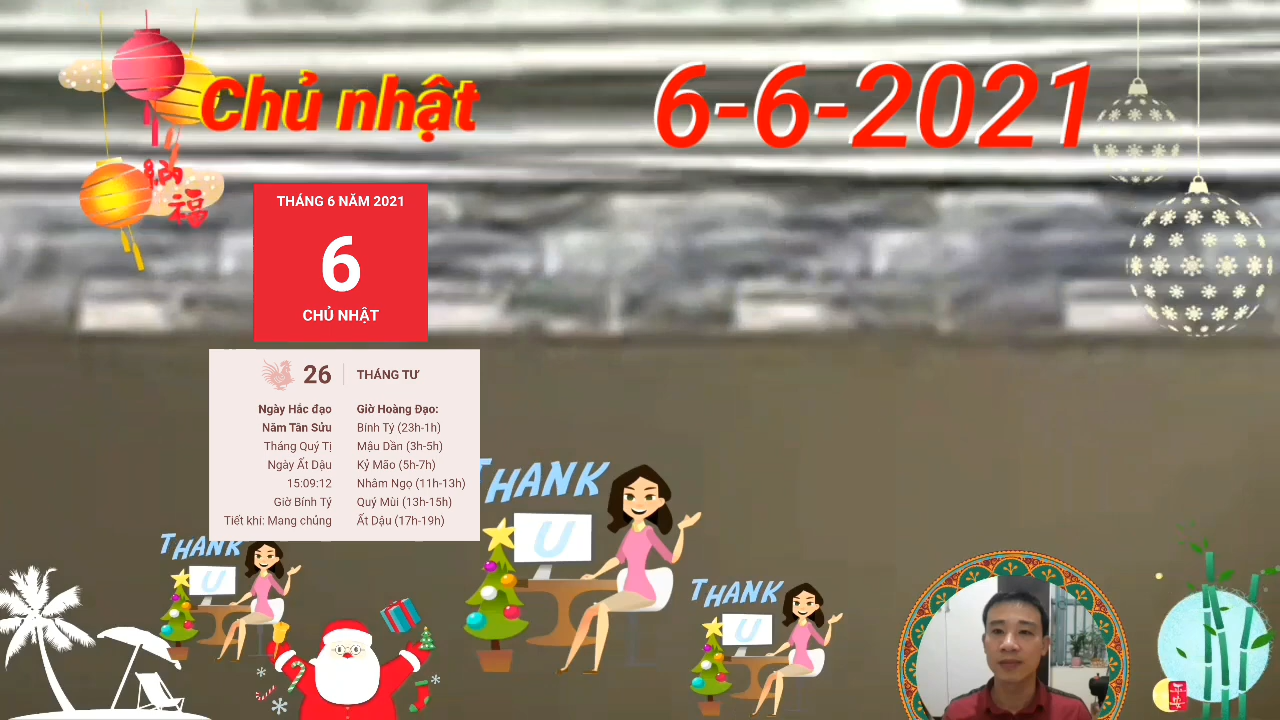 Chủ nhật
6-6-2021
THÁNG 6 NĂM 2021
6
CHỦ NHẬT
26
THÁNG TƯ
Ngày Hắc đạo
Giờ Hoàng Đạo:
Năm Tân Sửu
Bính Tý (23h-1h)
Tháng Quý Tị
Mậu Dần (3h-5h)
Ngày Ất Dậu
Kỷ Mão (5h-7h)
15:09:12
Nhâm Ngọ (11h-13h)
Giờ Bính Tý
Quý Mùi (13h-15h)
Tiết khí: Mang chủng
Ất Dậu (17h-19h)
THANK
U
THANK
U
THANK
U
福